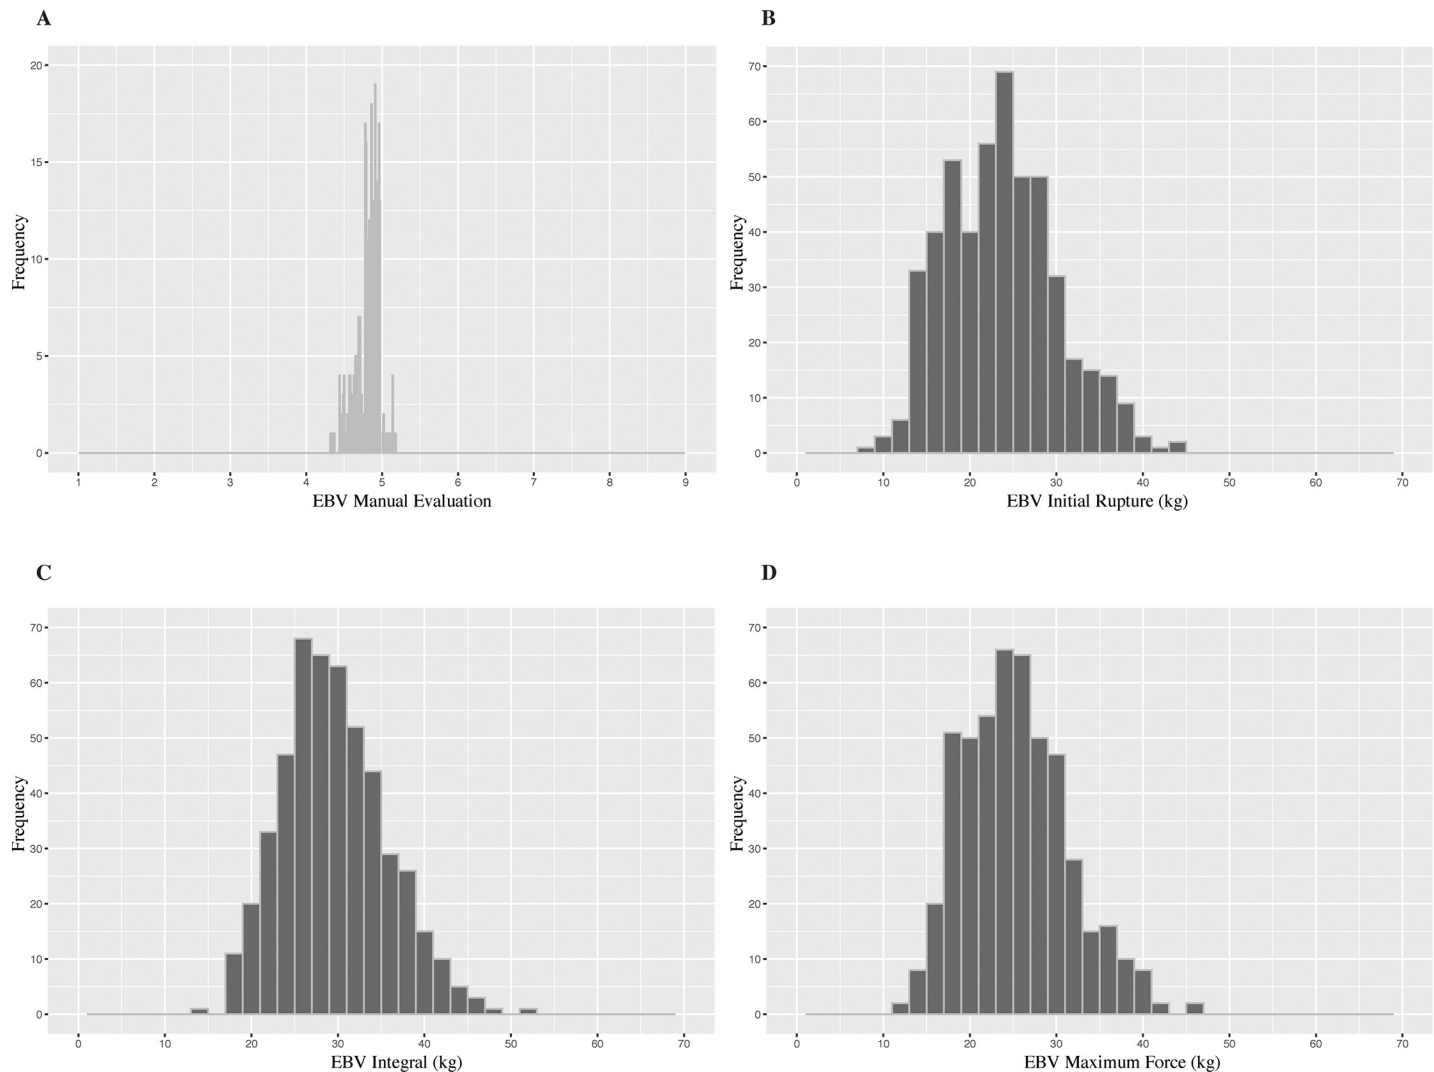 A
20
15
10
5
0
Frequency
1 2 3 4 5 6 7 8 9
EBV Manual Evaluation
B
70
60
50
40
30
20
10
0
Frequency
0 10 20 30 40 50 60 70
EBV Initial Rupture (kg)
C
70
60
50
40
30
20
10
0
Frequency
0 10 20 30 40 50 60 70
EBV Integral (kg)
D
70
60
50
40
30
20
10
0
Frequency
0 10 20 30 40 50 60 70
EBV Maximum Force (kg)